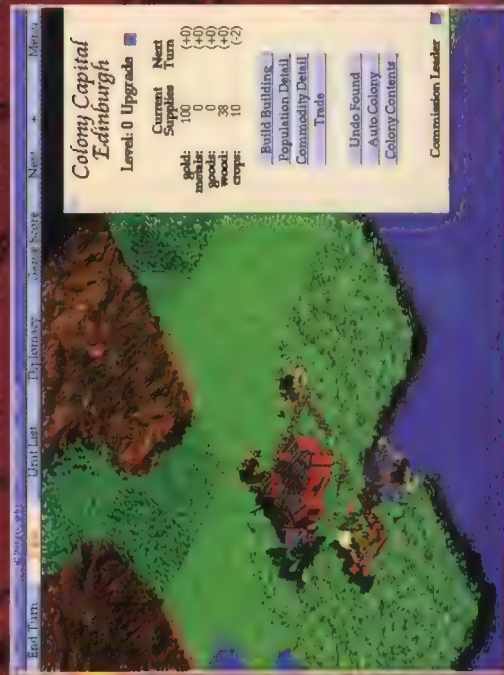 End Turn Unit List Diplomacy Game Score Next + Menu
Colony Capital
Edinburgh
Level: 0 Upgrade
Current Next
Supplies Turn
gold: 100 (+0)
metals: 0 (+0)
goods: 0 (+0)
wood: 38 (+0)
crops: 10 (-2)
Build Building
Population Detail
Commodity Detail
Trade
Undo Found
Auto Colony
Colony Contents
Commission Leader